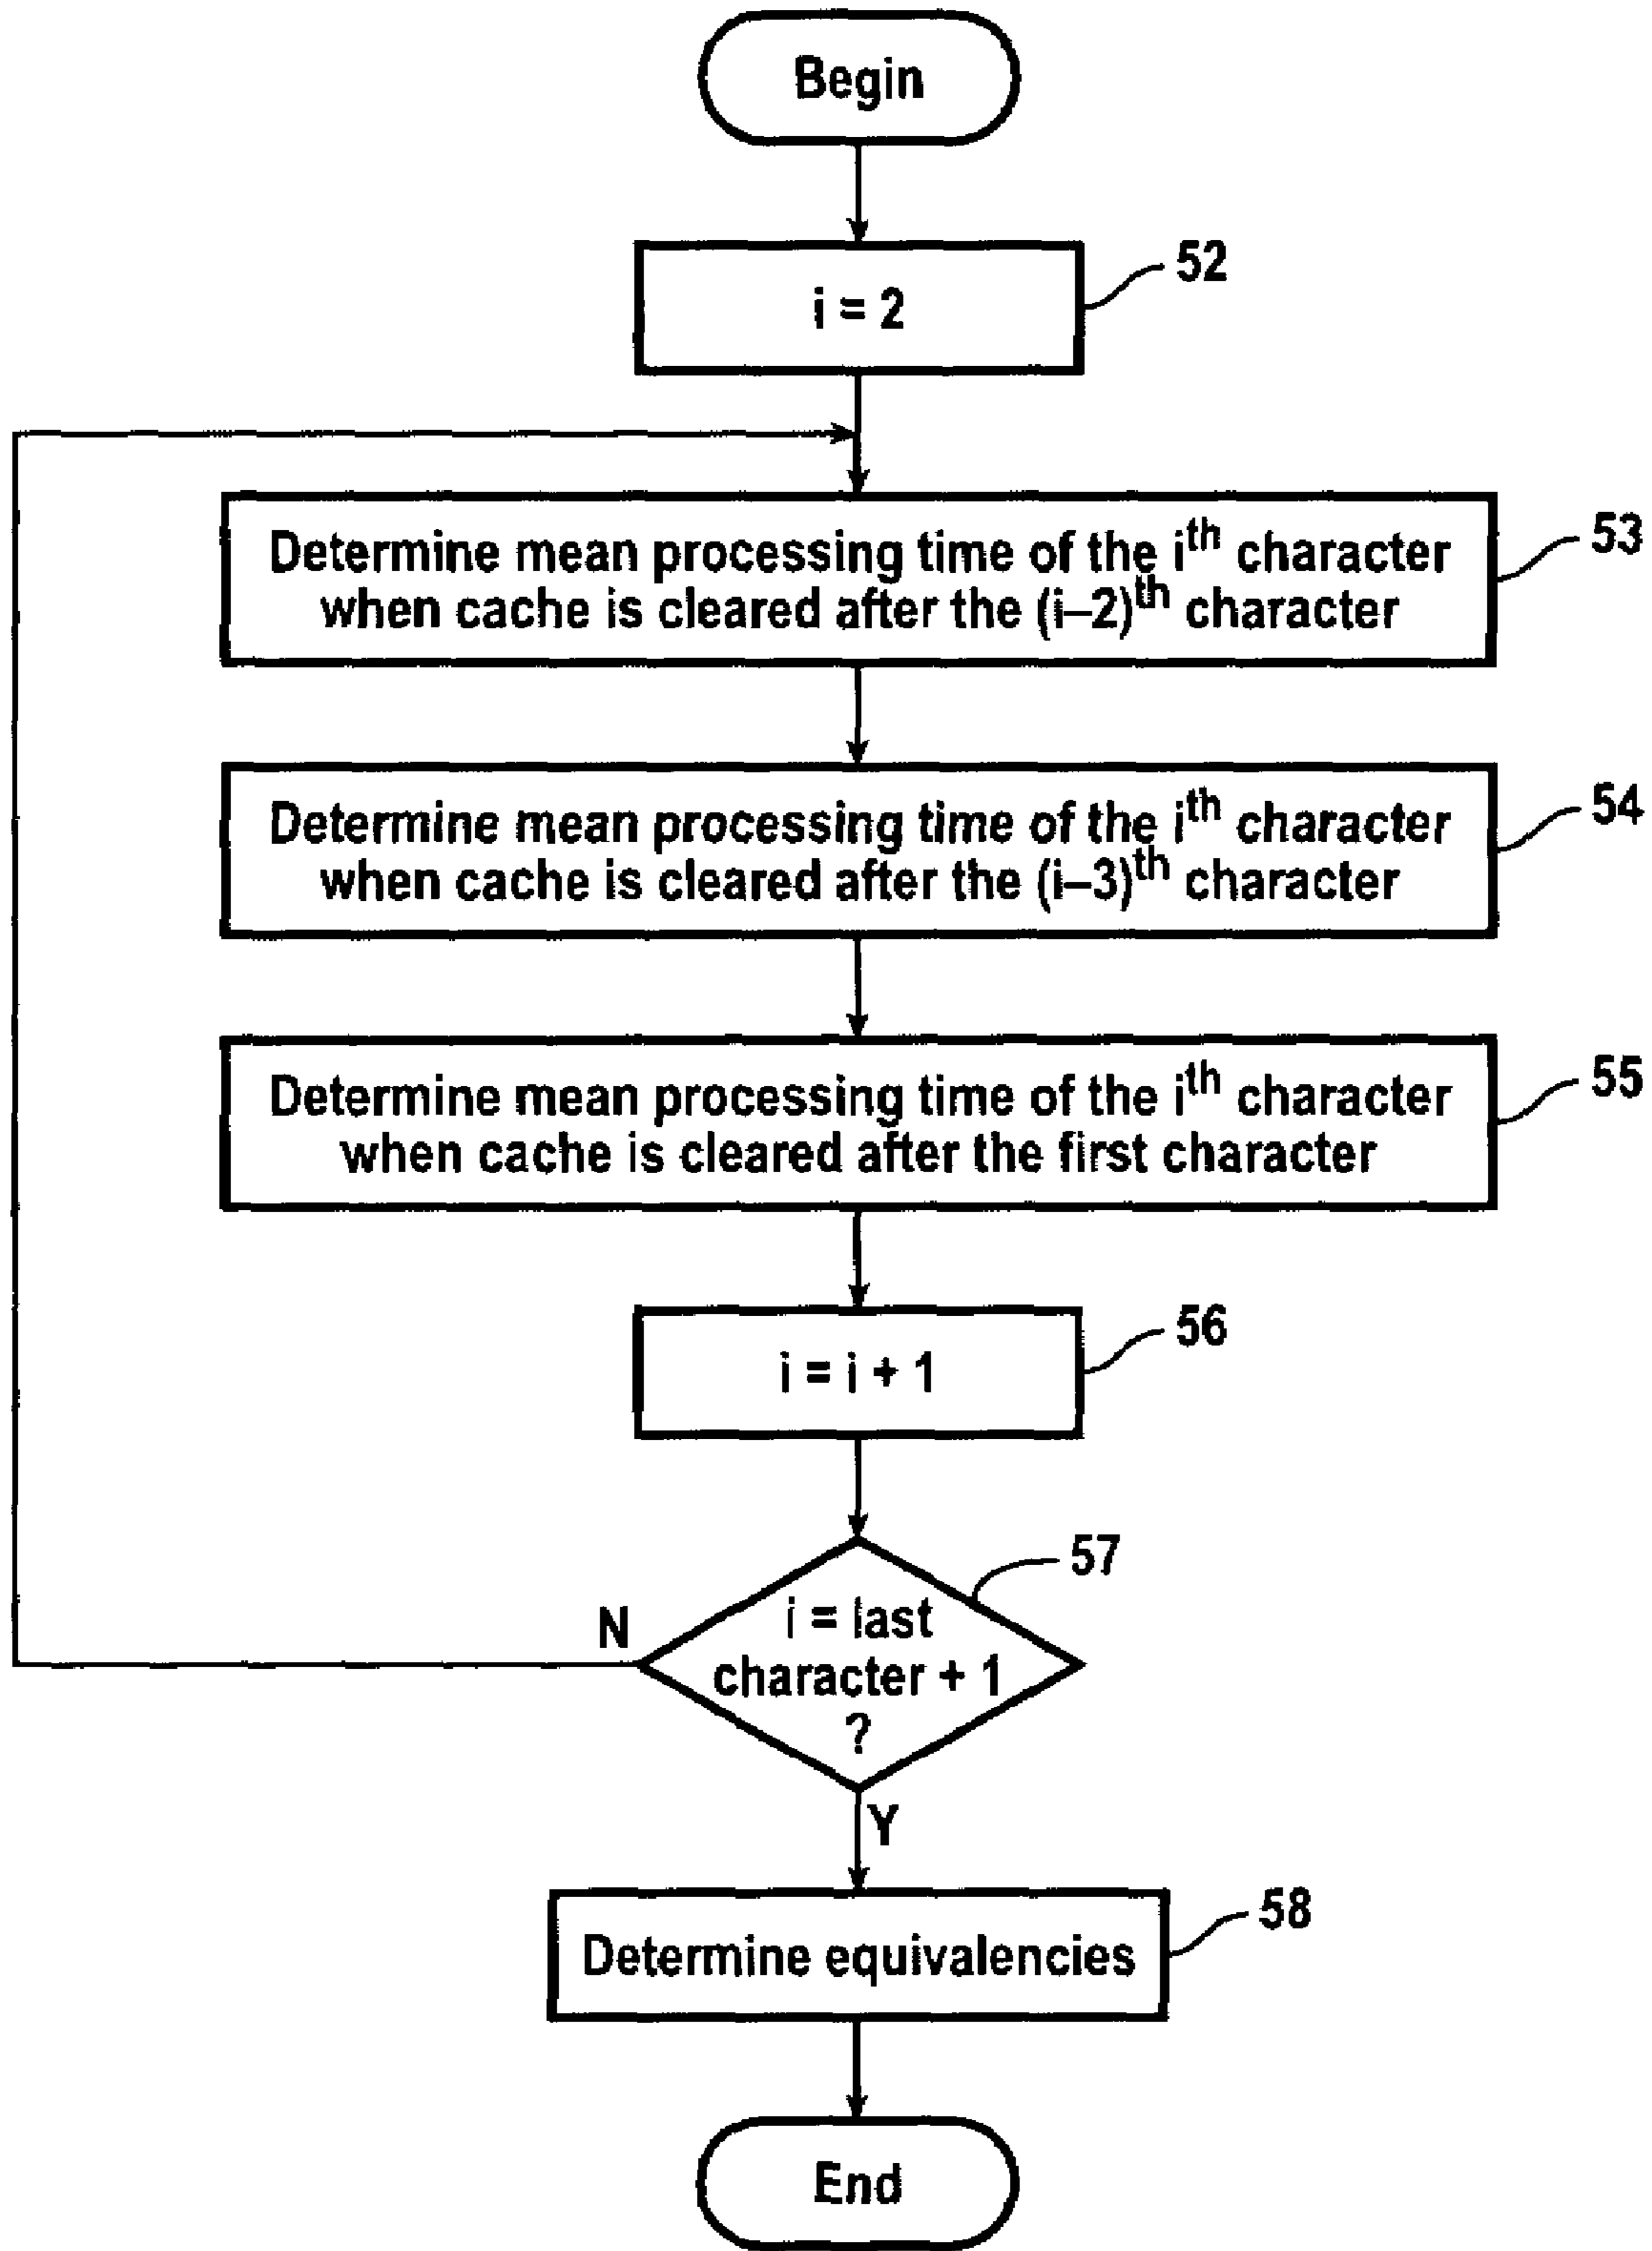 Begin
52
i = 2
53
Determine mean processing time of the iᵗʰ character
when cache is cleared after the (i–2)ᵗʰ character
54
Determine mean processing time of the iᵗʰ character
when cache is cleared after the (i–3)ᵗʰ character
55
Determine mean processing time of the iᵗʰ character
when cache is cleared after the first character
56
i = i + 1
57
N
i = last
character + 1
?
Y
58
Determine equivalencies
End